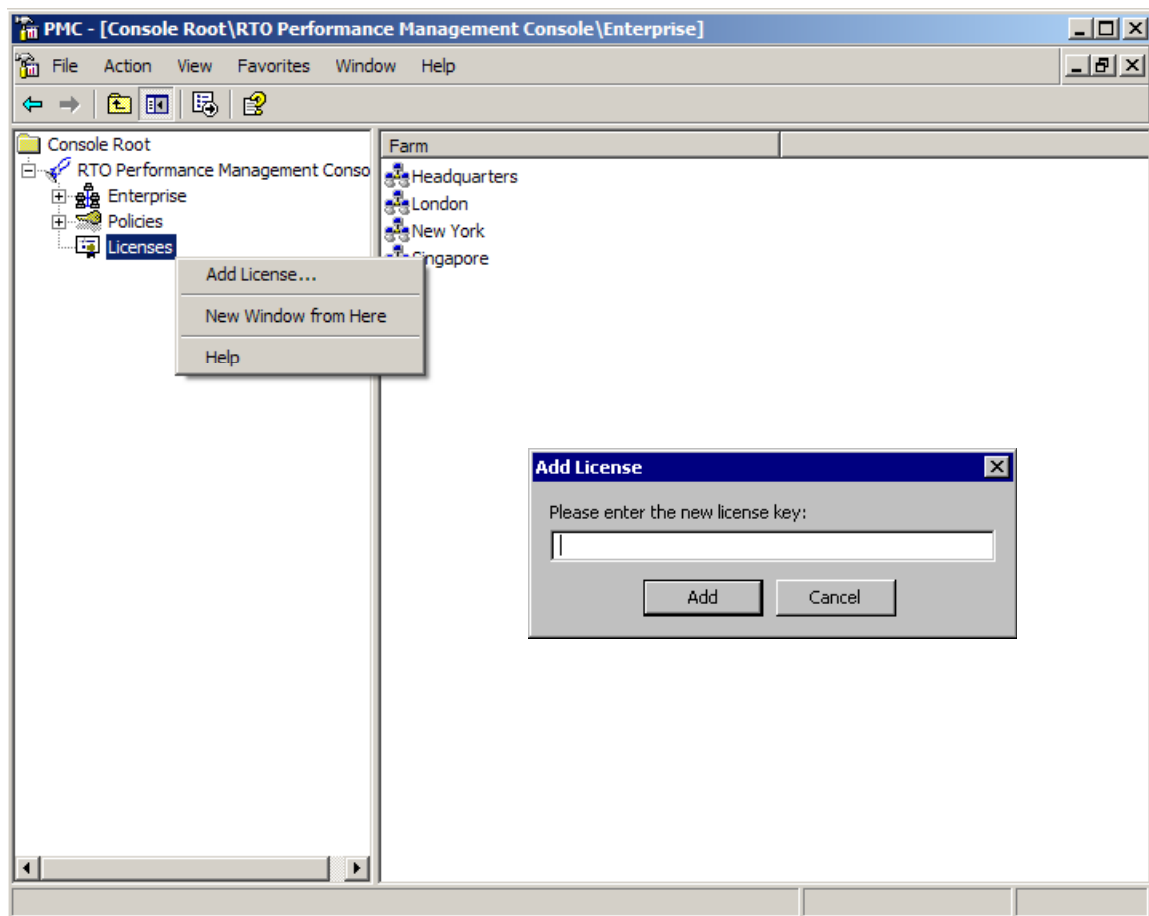 PMC - [Console Root\RTO Performance Management Console\Enterprise]
File Action View Favorites Window Help
Console Root
RTO Performance Management Conso
Enterprise
Policies
Licenses
Add License...
New Window from Here
Help
Farm
Headquarters
London
New York
Singapore
Add License
Please enter the new license key:
Add Cancel